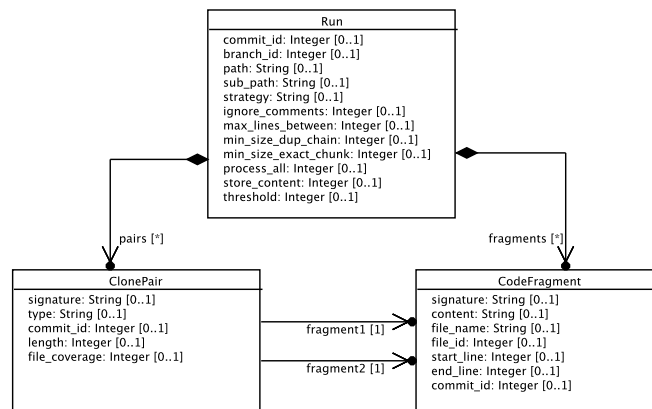 Run
commit_id: Integer [0..1]
branch_id: Integer [0..1]
path: String [0..1]
sub_path: String [0..1]
strategy: String [0..1]
ignore_comments: Integer [0..1]
max_lines_between: Integer [0..1]
min_size_dup_chain: Integer [0..1]
min_size_exact_chunk: Integer [0..1]
process_all: Integer [0..1]
store_content: Integer [0..1]
threshold: Integer [0..1]
pairs [*]
fragments [*]
ClonePair
signature: String [0..1]
type: String [0..1]
commit_id: Integer [0..1]
length: Integer [0..1]
file_coverage: Integer [0..1]
fragment1 [1]
fragment2 [1]
CodeFragment
signature: String [0..1]
content: String [0..1]
file_name: String [0..1]
file_id: Integer [0..1]
start_line: Integer [0..1]
end_line: Integer [0..1]
commit_id: Integer [0..1]